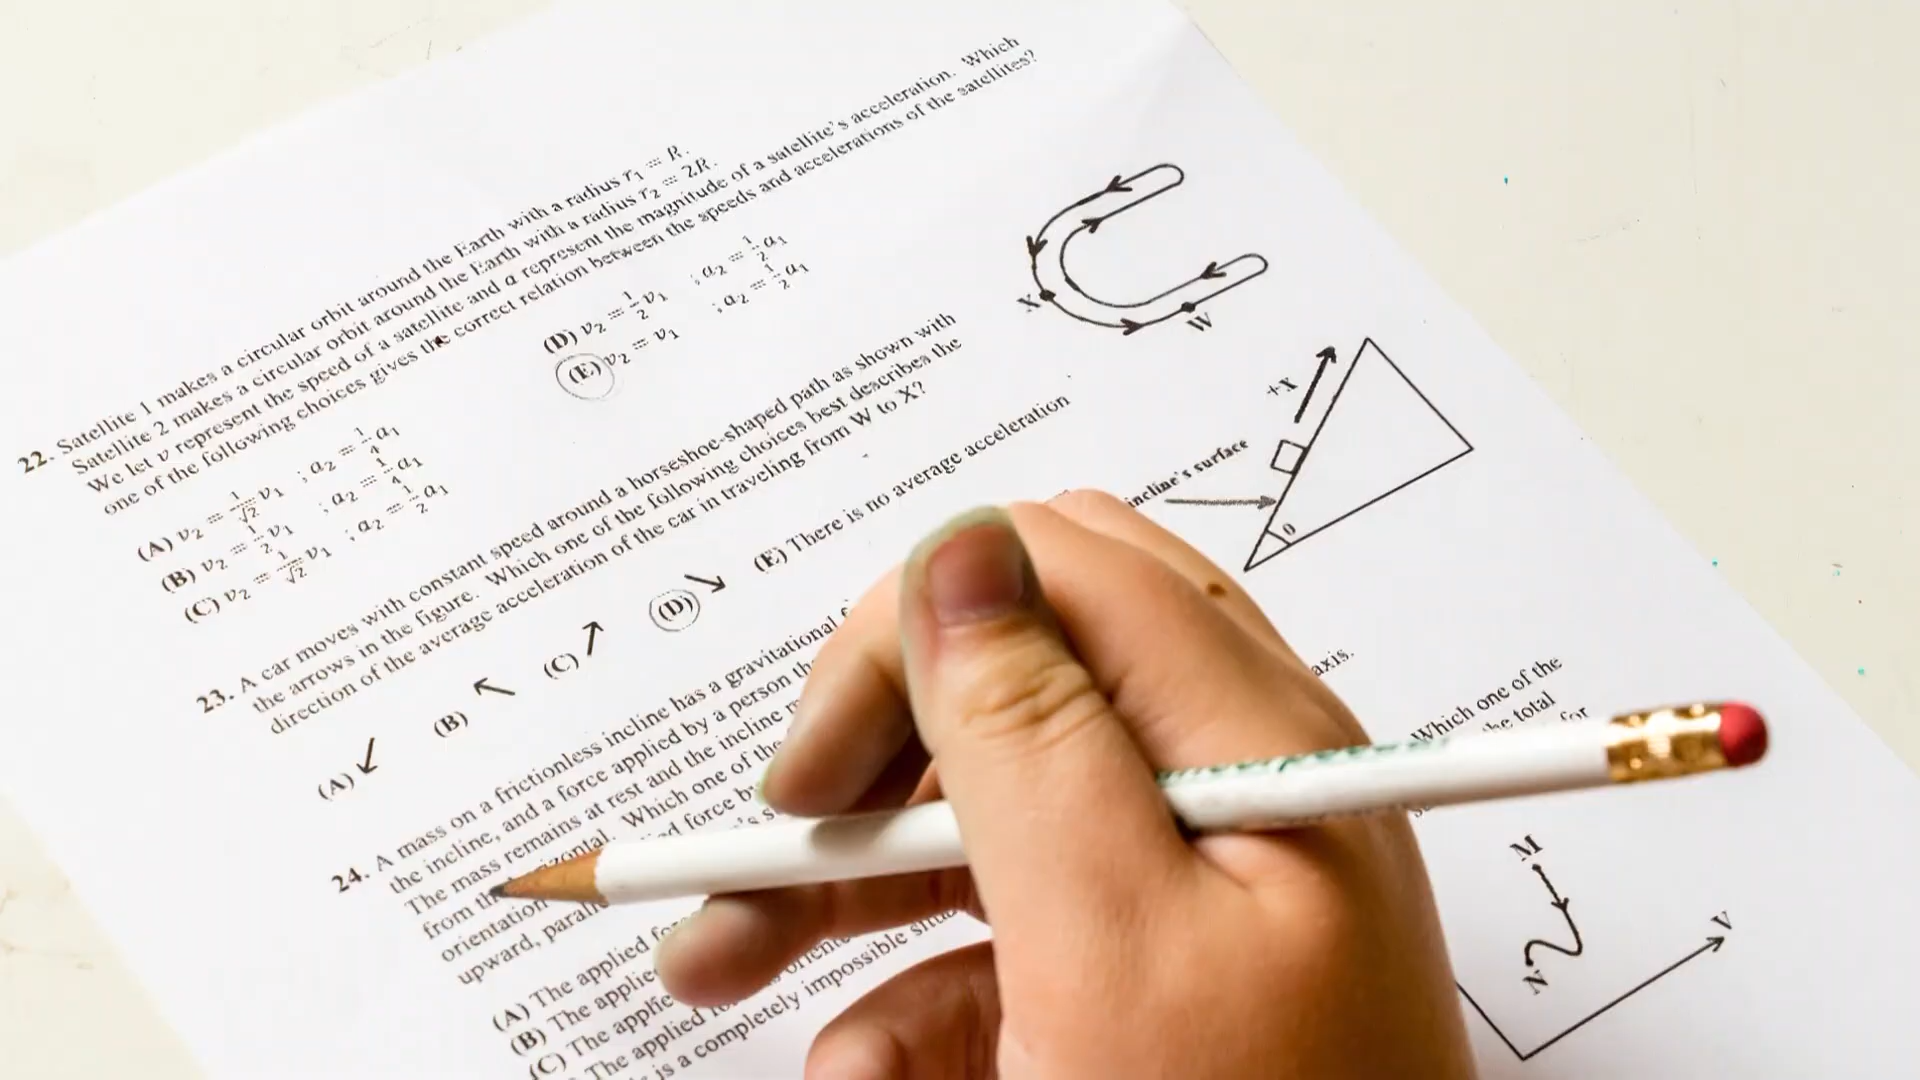 22. Satellite 1 makes a circular orbit around the Earth with a radius r₁ = R.
Satellite 2 makes a circular orbit around the Earth with a radius r₂ = 2R.
We let v represent the speed of a satellite and a represent the magnitude of a satellite's acceleration. Which
one of the following choices gives the correct relation between the speeds and accelerations of the satellites?
(A) v₂ = 1/√2 v₁ ; a₂ = 1/4 a₁
(B) v₂ = 1/2 v₁ ; a₂ = 1/4 a₁
(C) v₂ = 1/√2 v₁ ; a₂ = 1/2 a₁
(D) v₂ = 1/2 v₁ ; a₂ = 1/2 a₁
(E) v₂ = v₁ ; a₂ = 1/2 a₁
23. A car moves with constant speed around a horseshoe-shaped path as shown with
the arrows in the figure. Which one of the following choices best describes the
direction of the average acceleration of the car in traveling from W to X?
X
W
(A) ↙ (B) ↖ (C) ↗ (D) ↘ (E) There is no average acceleration
24. A mass on a frictionless incline has a gravitational
the incline, and a force applied by a person
The mass remains at rest and the incline
from
orientation Which one of the
upward, force
(A) The applied
(B) The applied
(C) The applied
The applied
is a completely impossible
+X
incline's surface
θ
axis.
Which one of the
the total
for
M
N
V